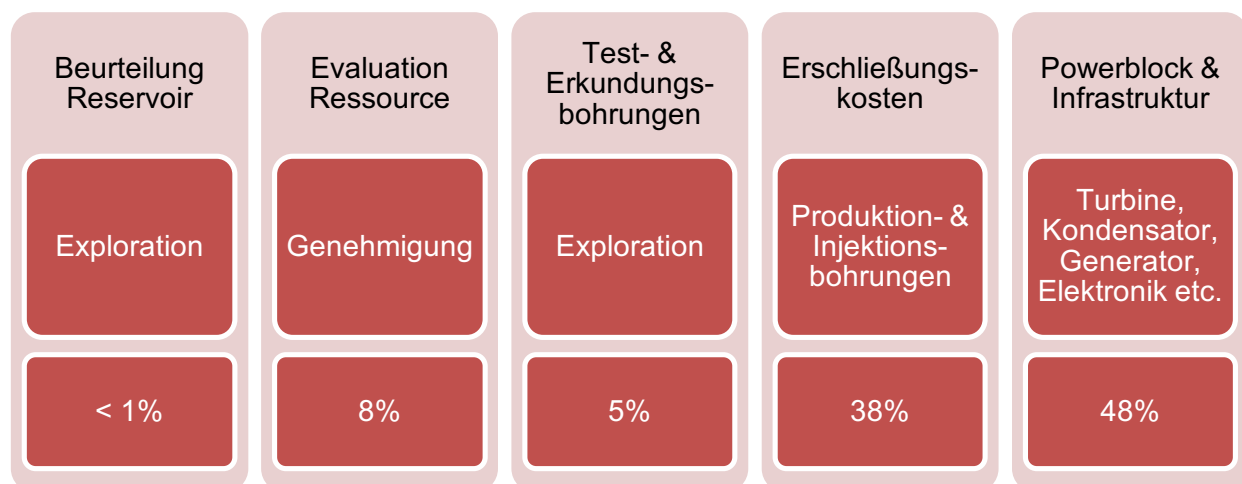 Beurteilung
Reservoir
Exploration
< 1%
Evaluation
Ressource
Genehmigung
8%
Test- &
Erkundungs-
bohrungen
Exploration
5%
Erschließungs-
kosten
Produktion- &
Injektions-
bohrungen
38%
Powerblock &
Infrastruktur
Turbine,
Kondensator,
Generator,
Elektronik etc.
48%